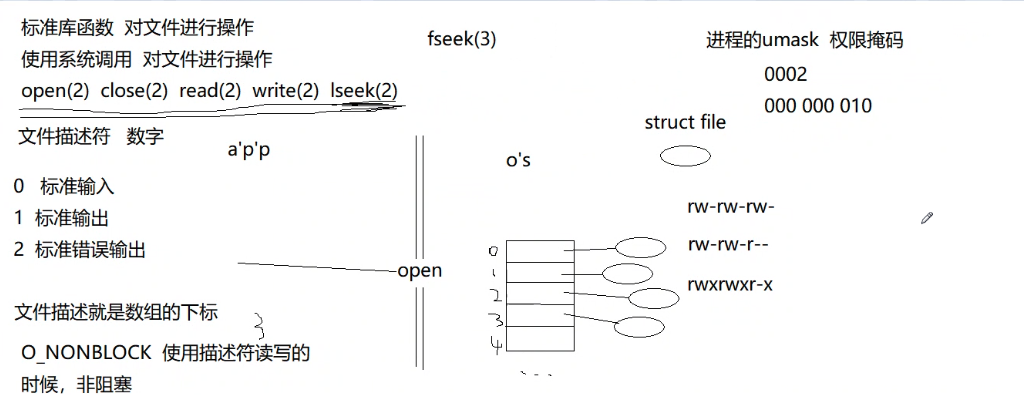 标准库函数 对文件进行操作
使用系统调用 对文件进行操作
open(2) close(2) read(2) write(2) lseek(2)
文件描述符 数字
a'p'p
0 标准输入
1 标准输出
2 标准错误输出
open
文件描述就是数组的下标
3
O_NONBLOCK 使用描述符读写的
时候，非阻塞
fseek(3)
o's
0
1
2
3
4
进程的umask 权限掩码
0002
000 000 010
struct file
rw-rw-rw-
rw-rw-r--
rwxrwxr-x